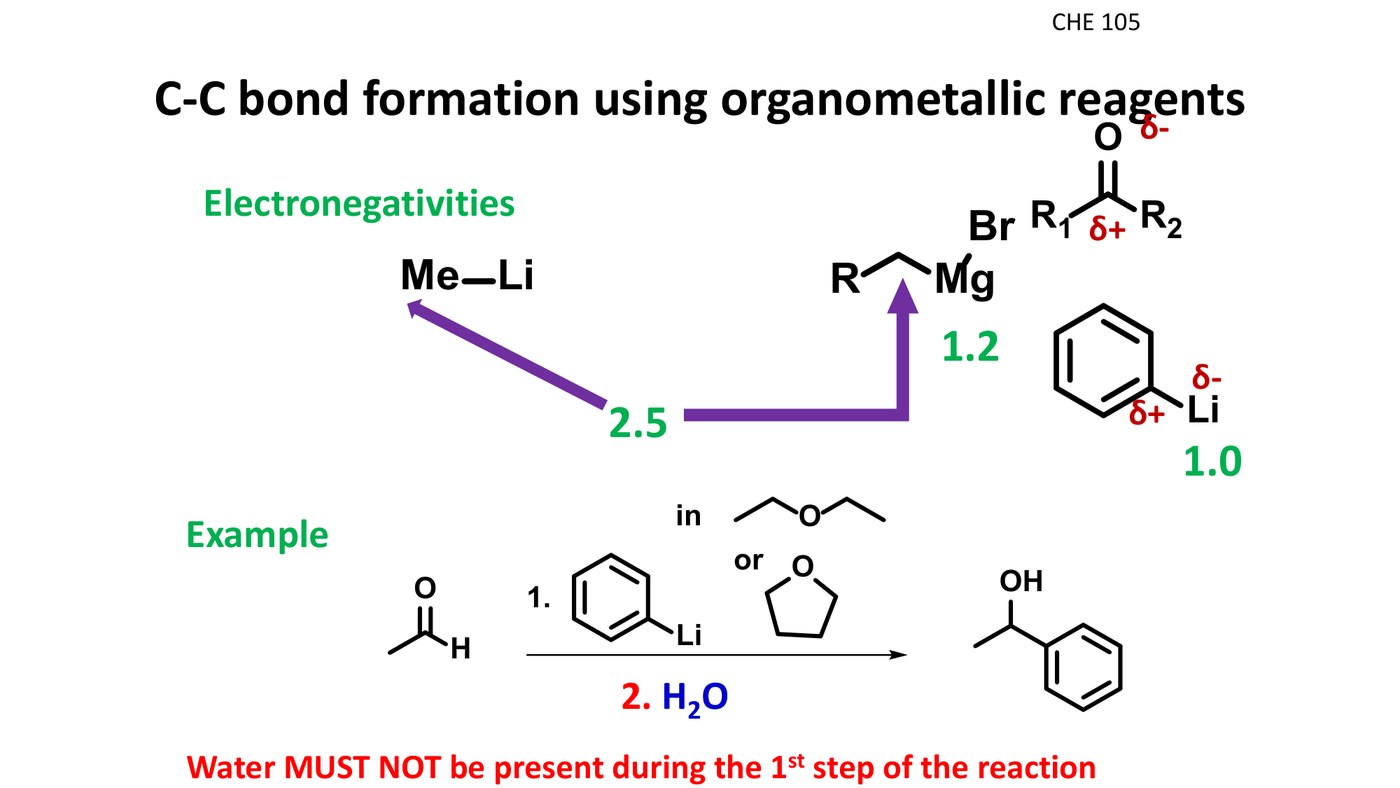 CHE 105
C-C bond formation using organometallic reagents
O δ-
Electronegativities
R1 δ+ R2
Br
Me Li
R Mg
1.2
δ-
δ+ Li
2.5
1.0
in O
Example
or O
O
OH
1.
H
Li
2. H2O
Water MUST NOT be present during the 1st step of the reaction